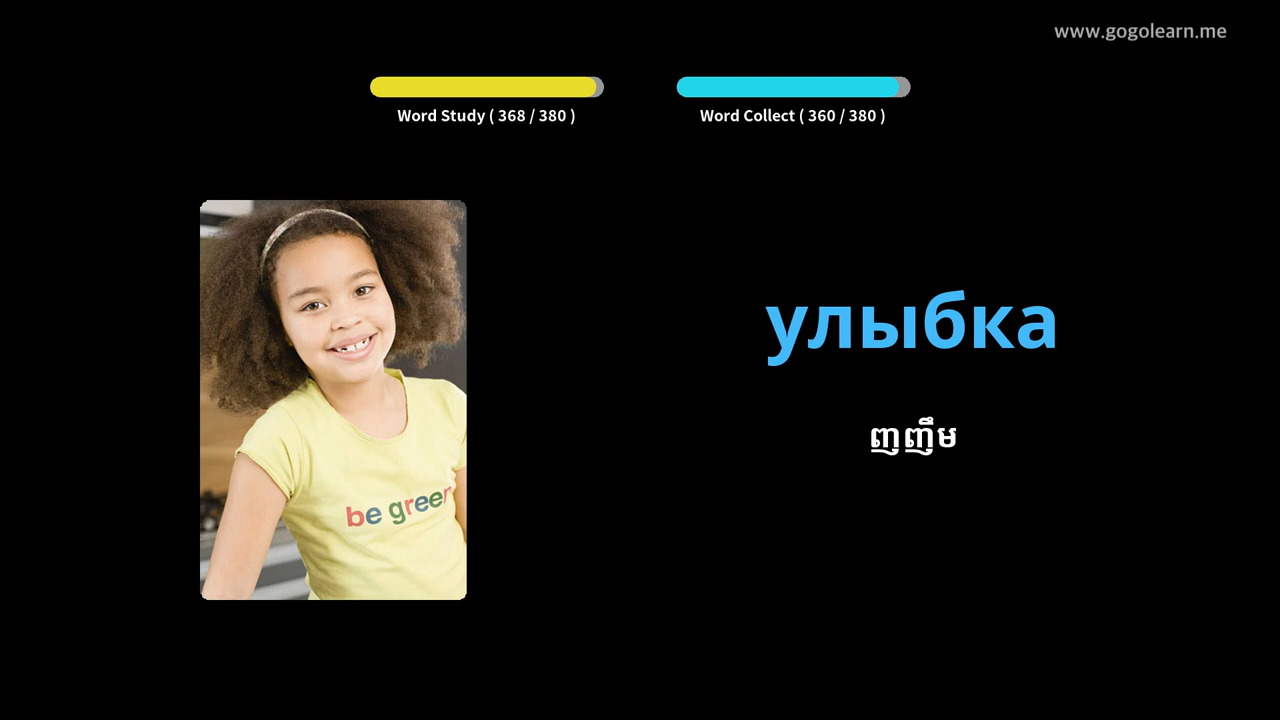 www.gogolearn.me
Word Study ( 368 / 380 )
Word Collect ( 360 / 380 )
улыбка
ញញឹម
be green